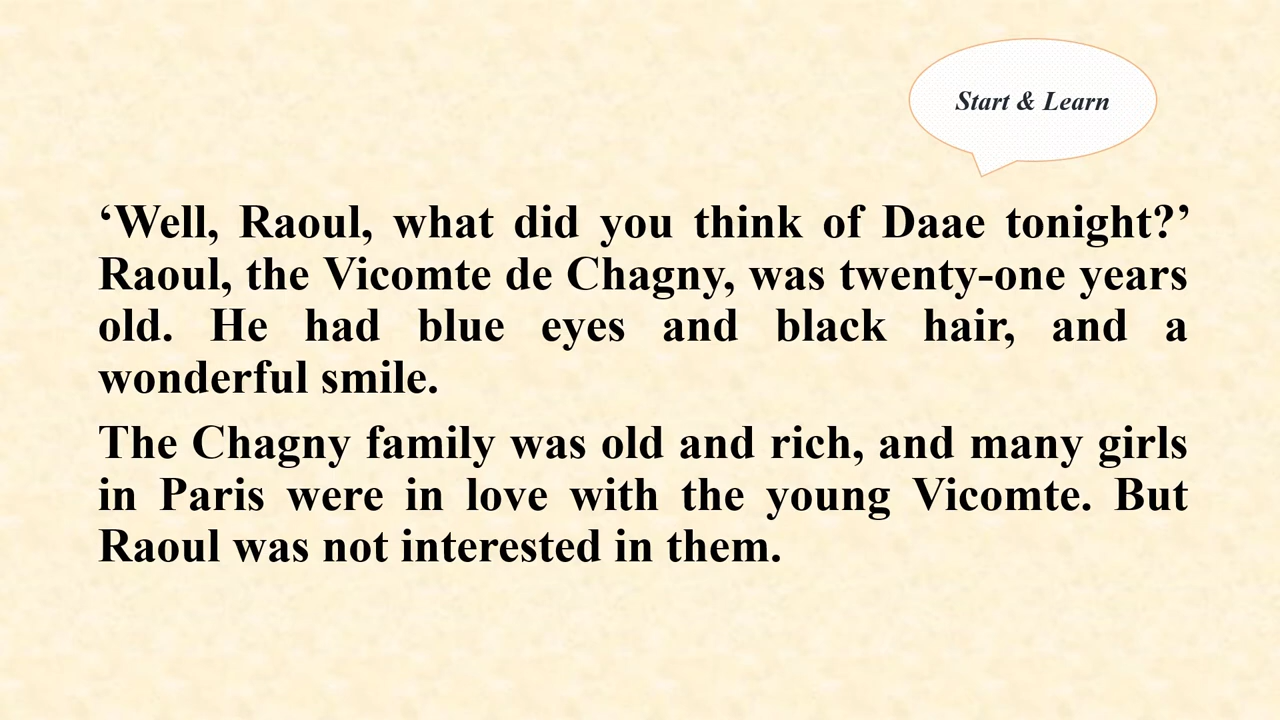 Start & Learn
‘Well, Raoul, what did you think of Daae tonight?’
Raoul, the Vicomte de Chagny, was twenty-one years
old. He had blue eyes and black hair, and a
wonderful smile.
The Chagny family was old and rich, and many girls
in Paris were in love with the young Vicomte. But
Raoul was not interested in them.